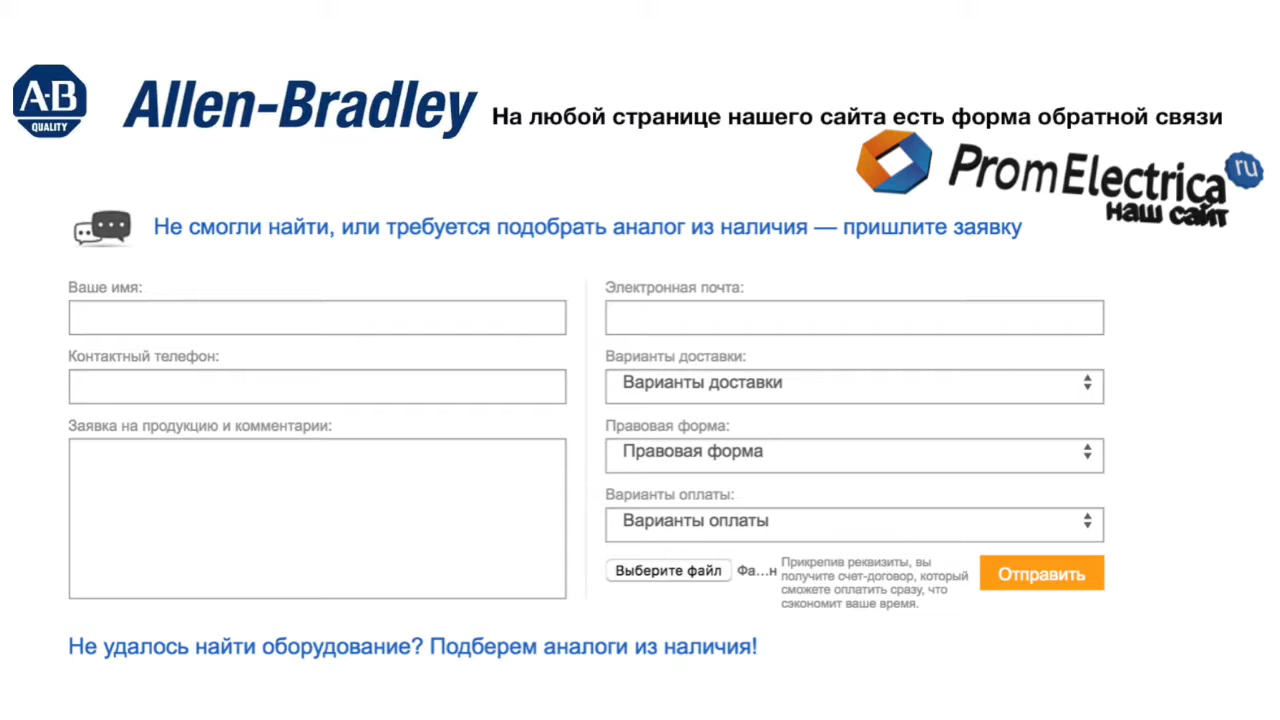 A-B
QUALITY
Allen-Bradley
На любой странице нашего сайта есть форма обратной связи
PromElectrica ru
наш сайт
Не смогли найти, или требуется подобрать аналог из наличия — пришлите заявку
Ваше имя:
Электронная почта:
Контактный телефон:
Варианты доставки:
Варианты доставки
Заявка на продукцию и комментарии:
Правовая форма:
Правовая форма
Варианты оплаты:
Варианты оплаты
Выберите файл Фа...н
Прикрепив реквизиты, вы
получите счет-договор, который
сможете оплатить сразу, что
сэкономит ваше время.
Отправить
Не удалось найти оборудование? Подберем аналоги из наличия!